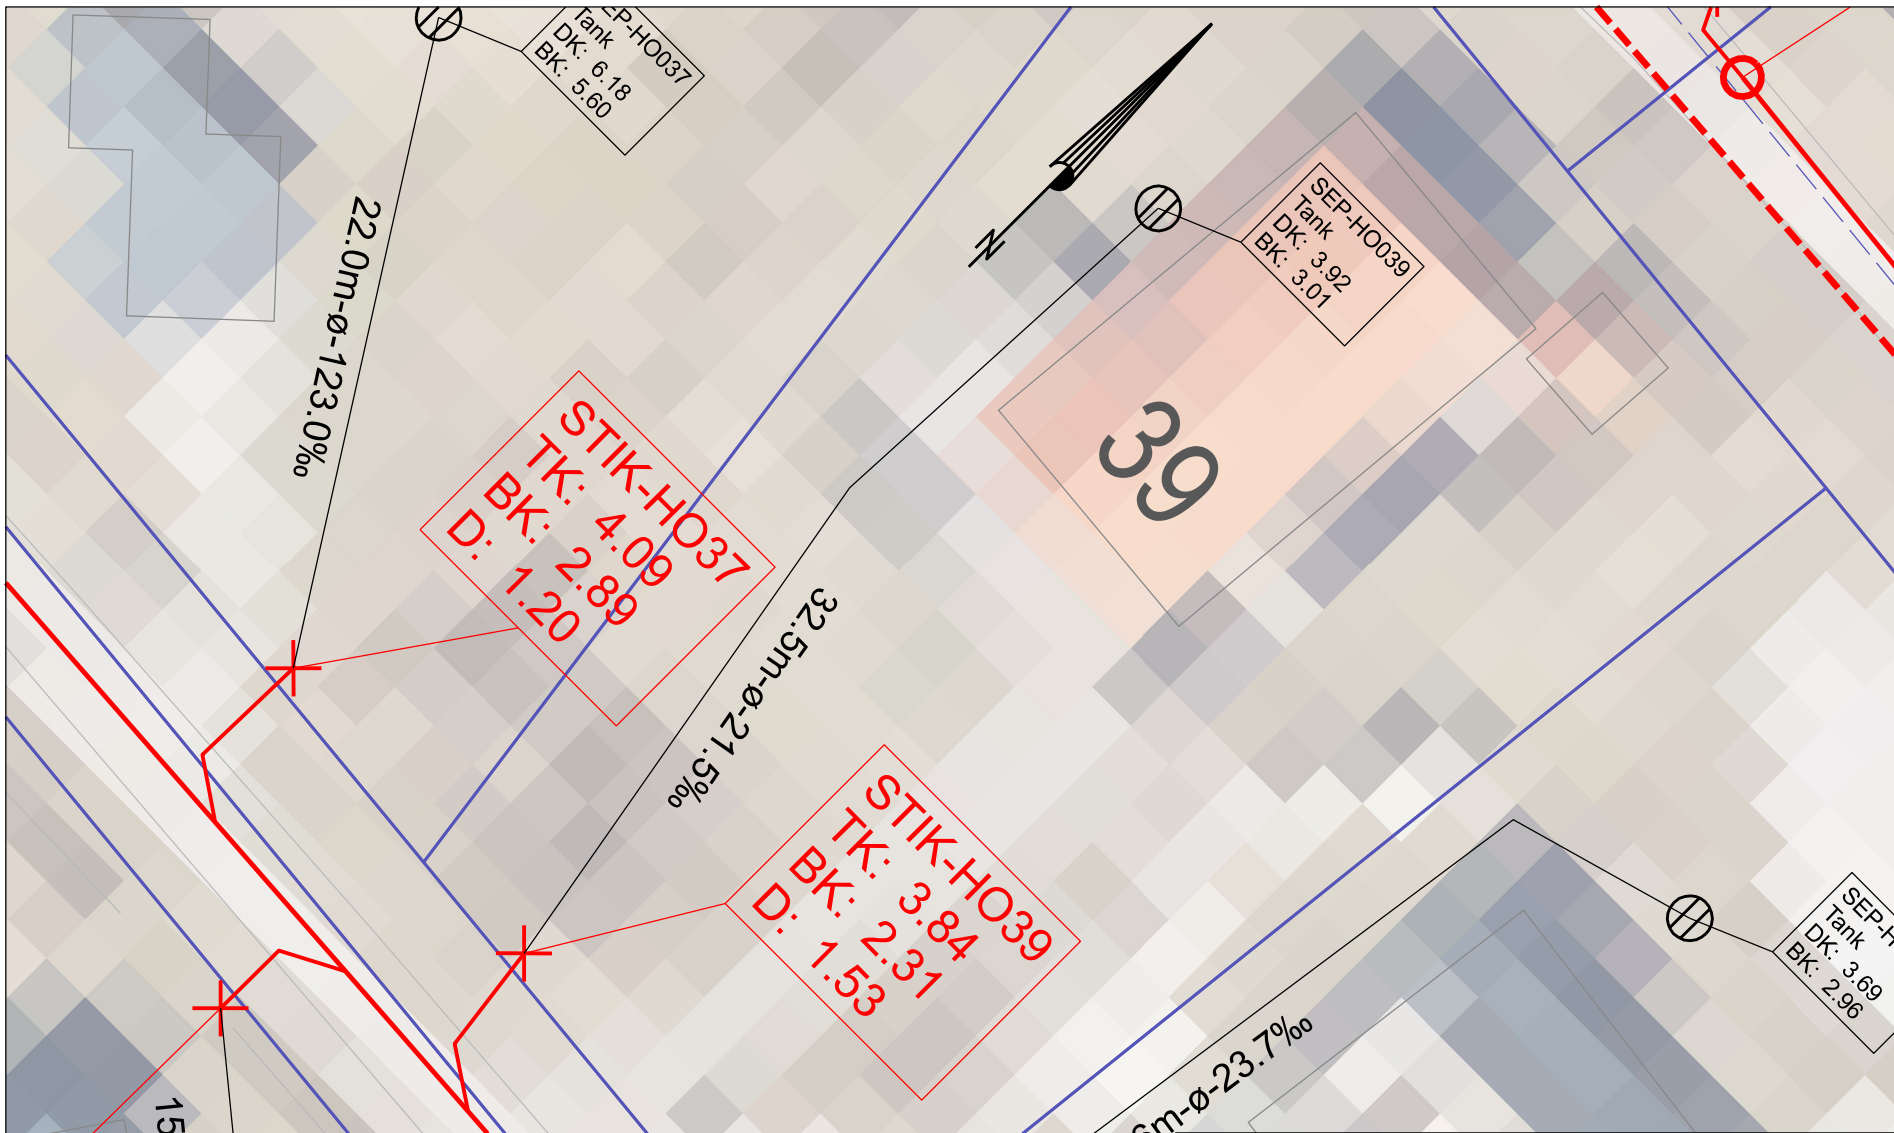 SEP-HO037
Tank
DK: 6.18
BK: 5.60
22.0m-ø-123.0‰
N
SEP-HO039
Tank
DK: 3.92
BK: 3.01
39
STIK-HO37
TK: 4.09
BK: 2.89
D: 1.20
32.5m-ø-21.5‰
STIK-HO39
TK: 3.84
BK: 2.31
D: 1.53
SEP-H
Tank
DK: 3.69
BK: 2.96
6m-ø-23.7‰
15